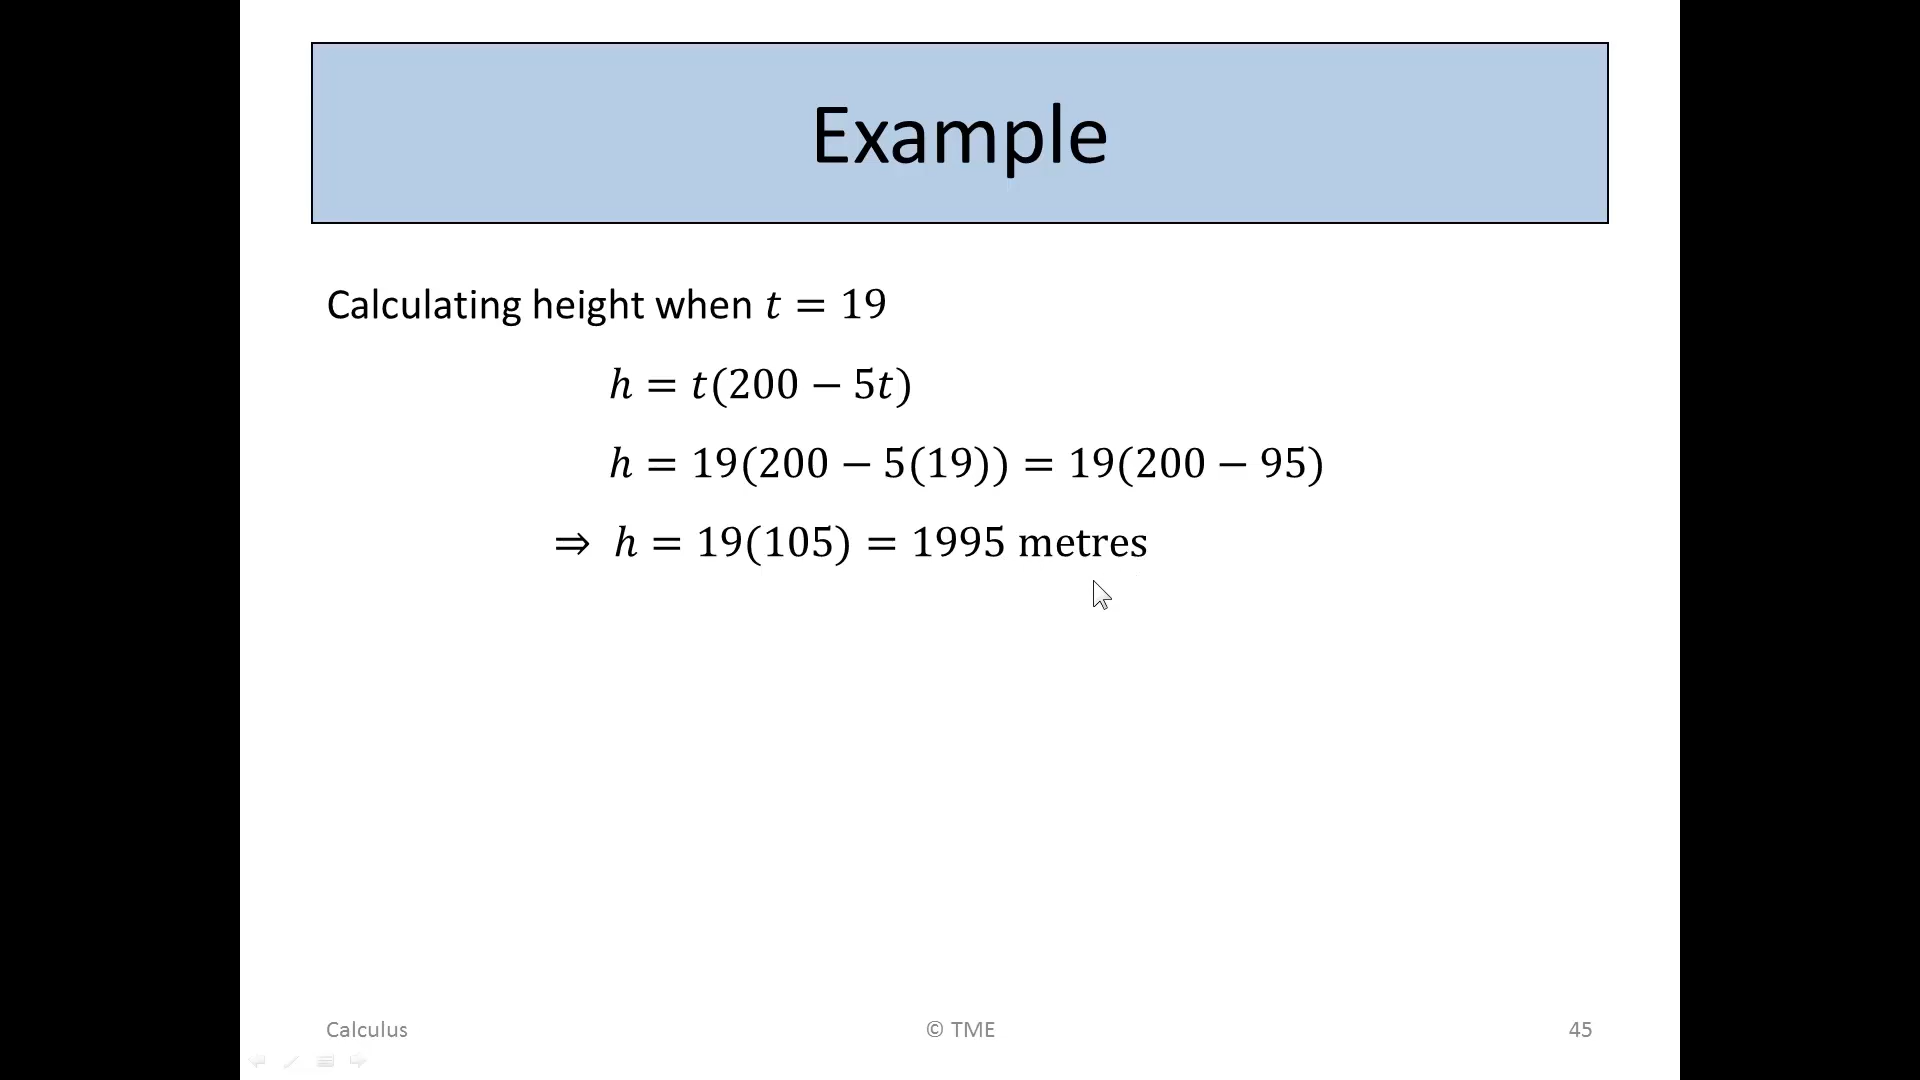 Example
Calculating height when 𝑡 = 19
ℎ = 𝑡(200 − 5𝑡)
ℎ = 19(200 − 5(19)) = 19(200 − 95)
⇒ ℎ = 19(105) = 1995 metres
Calculus © TME 45